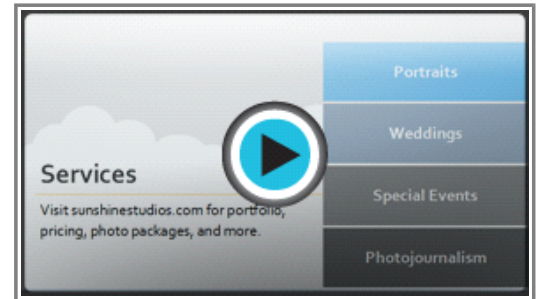 Services
Visit sunshinestudios.com for portfolio,
pricing, photo packages, and more.
Portraits
Weddings
Special Events
Photojournalism